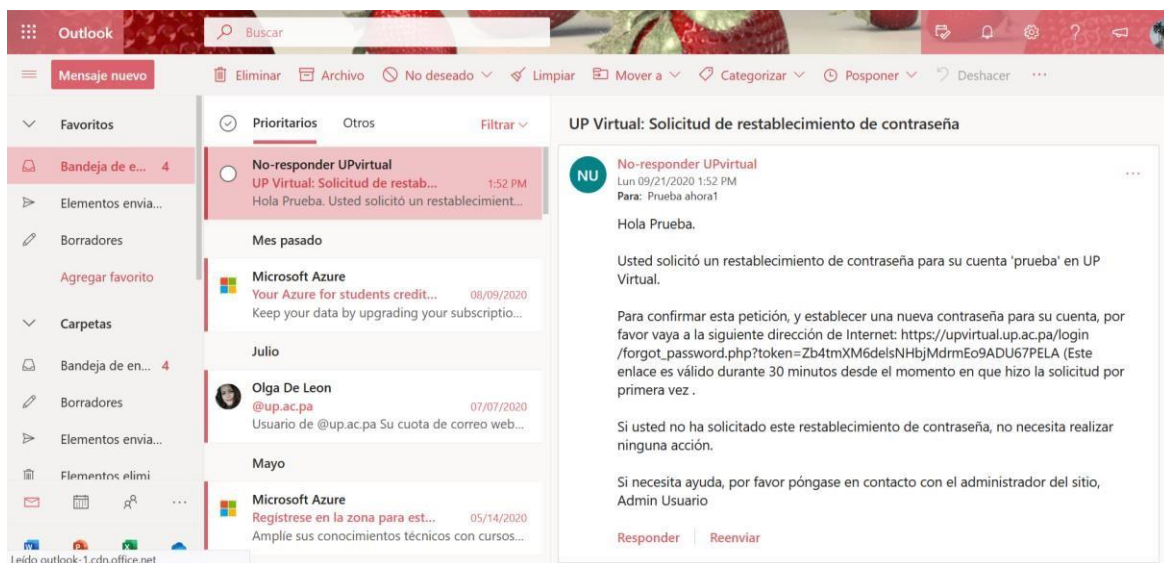 Outlook
Buscar
Mensaje nuevo
Eliminar
Archivo
No deseado
Limpiar
Mover a
Categorizar
Posponer
Deshacer
Favoritos
Bandeja de e... 4
Elementos envia...
Borradores
Agregar favorito
Carpetas
Bandeja de en... 4
Borradores
Elementos envia...
Elementos elimi
Leído outlook-1.cdn.office.net
Prioritarios
Otros
Filtrar
No-responder UPvirtual
UP Virtual: Solicitud de restab... 1:52 PM
Hola Prueba. Usted solicitó un restablecimient...
Mes pasado
Microsoft Azure
Your Azure for students credit... 08/09/2020
Keep your data by upgrading your subscriptio...
Julio
Olga De Leon
@up.ac.pa 07/07/2020
Usuario de @up.ac.pa Su cuota de correo web...
Mayo
Microsoft Azure
Regístrese en la zona para est... 05/14/2020
Amplíe sus conocimientos técnicos con cursos...
UP Virtual: Solicitud de restablecimiento de contraseña
NU
No-responder UPvirtual
Lun 09/21/2020 1:52 PM
Para: Prueba ahora1
Hola Prueba.
Usted solicitó un restablecimiento de contraseña para su cuenta 'prueba' en UP
Virtual.
Para confirmar esta petición, y establecer una nueva contraseña para su cuenta, por
favor vaya a la siguiente dirección de Internet: https://upvirtual.up.ac.pa/login
/forgot_password.php?token=Zb4tmXM6delsNHbjMdrmEo9ADU67PELA (Este
enlace es válido durante 30 minutos desde el momento en que hizo la solicitud por
primera vez .
Si usted no ha solicitado este restablecimiento de contraseña, no necesita realizar
ninguna acción.
Si necesita ayuda, por favor póngase en contacto con el administrador del sitio,
Admin Usuario
Responder
Reenviar